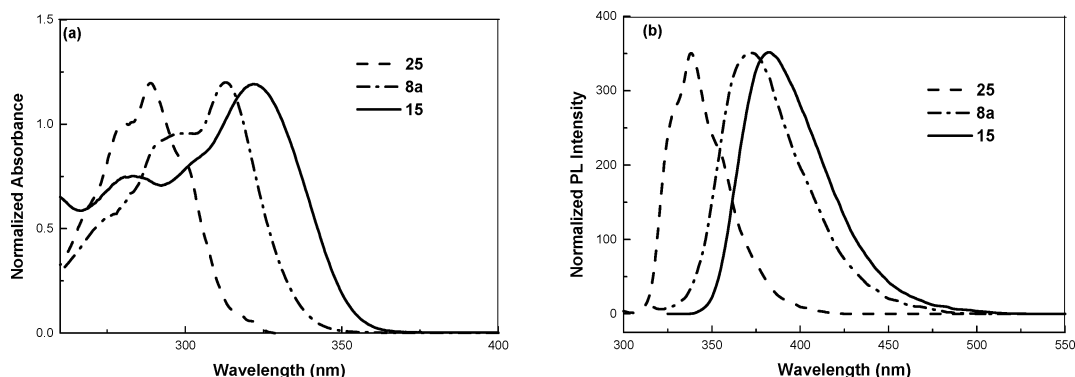 (a)
1.5
1.0
0.5
0.0
Normalized Absorbance
25
8a
15
300
350
400
Wavelength (nm)
(b)
400
300
200
100
0
Normalized PL Intensity
25
8a
15
300
350
400
450
500
550
Wavelength (nm)